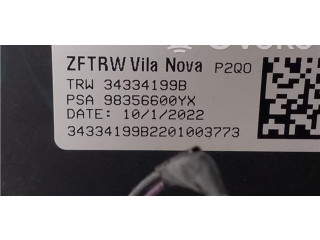 ZFTRW Vila Nova P2Q0
TRW 34334199B
PSA 98356600YX
DATE: 10/1/2022
34334199B2201003773